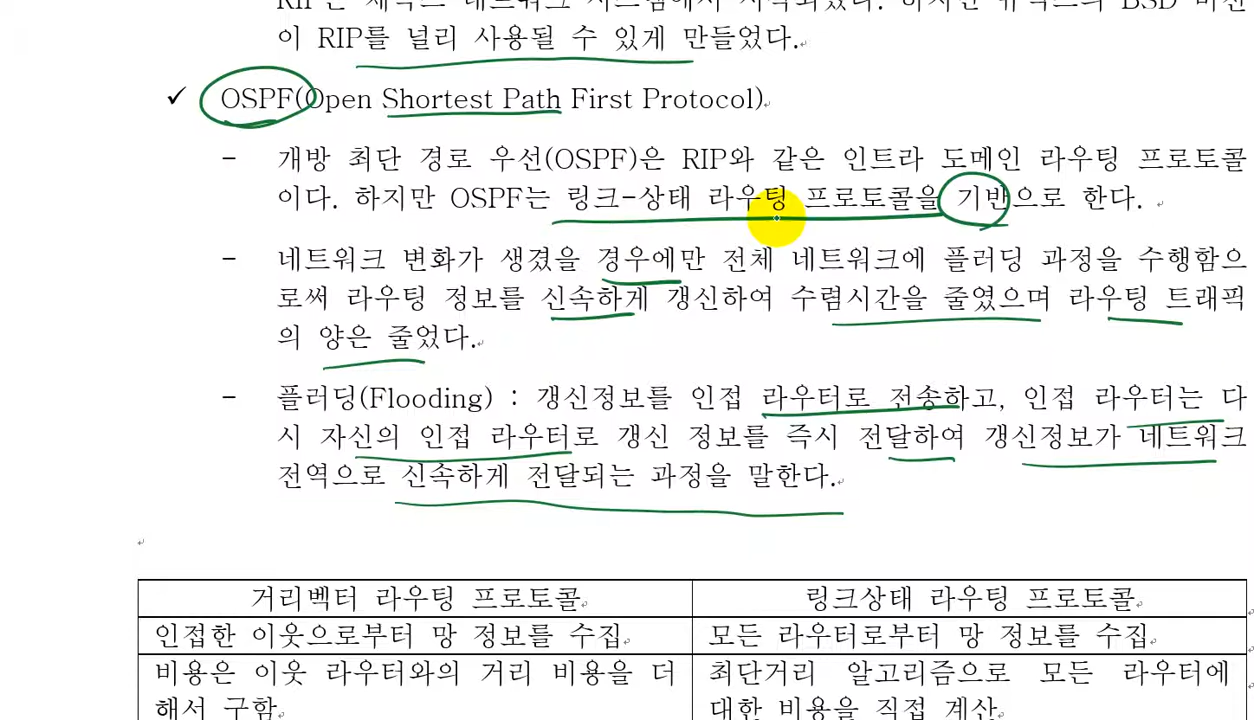 이 RIP를 널리 사용될 수 있게 만들었다.
✓ OSPF(Open Shortest Path First Protocol)
- 개방 최단 경로 우선(OSPF)은 RIP와 같은 인트라 도메인 라우팅 프로토콜
이다. 하지만 OSPF는 링크-상태 라우팅 프로토콜을 기반으로 한다.
- 네트워크 변화가 생겼을 경우에만 전체 네트워크에 플러딩 과정을 수행함으
로써 라우팅 정보를 신속하게 갱신하여 수렴시간을 줄였으며 라우팅 트래픽
의 양은 줄었다.
- 플러딩(Flooding) : 갱신정보를 인접 라우터로 전송하고, 인접 라우터는 다
시 자신의 인접 라우터로 갱신 정보를 즉시 전달하여 갱신정보가 네트워크
전역으로 신속하게 전달되는 과정을 말한다.
거리벡터 라우팅 프로토콜 링크상태 라우팅 프로토콜
인접한 이웃으로부터 망 정보를 수집 모든 라우터로부터 망 정보를 수집
비용은 이웃 라우터와의 거리 비용을 더 최단거리 알고리즘으로 모든 라우터에
해서 구함 대한 비용을 직접 계산